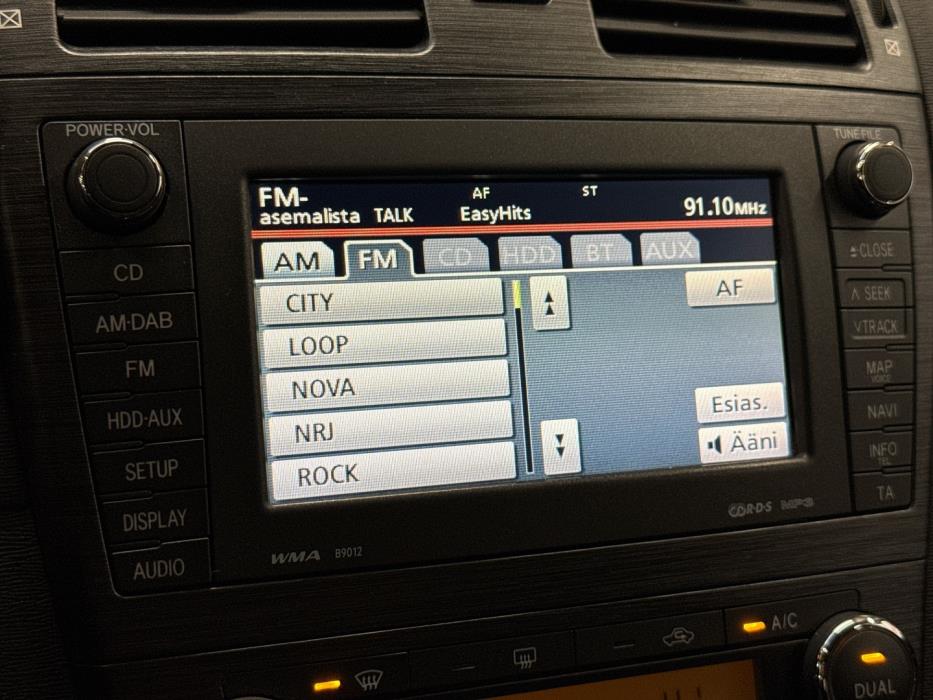 POWER·VOL
TUNE·FILE
FM-
AF
ST
asemalista TALK
EasyHits
91.10MHz
AM
FM
CD
HDD
BT
AUX
CITY
LOOP
NOVA
NRJ
ROCK
AF
Esias.
Ääni
CD
AM·DAB
FM
HDD·AUX
SETUP
DISPLAY
AUDIO
CLOSE
∧ SEEK
∨TRACK
MAP
VOICE
NAVI
INFO
TEL
TA
WMA
B9012
R·D·S
MP3
A/C
DUAL